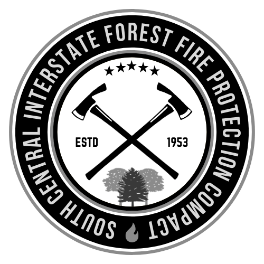 SOUTH CENTRAL INTERSTATE FOREST FIRE PROTECTION COMPACT
ESTD 1953